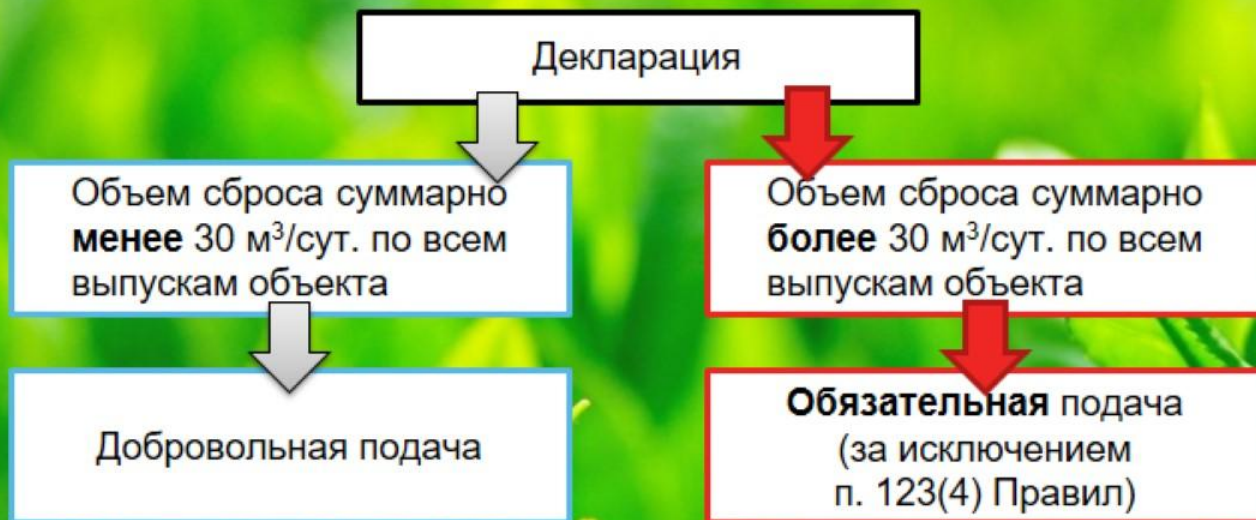 Декларация
Объем сброса суммарно
менее 30 м³/сут. по всем
выпускам объекта
Объем сброса суммарно
более 30 м³/сут. по всем
выпускам объекта
Добровольная подача
Обязательная подача
(за исключением
п. 123(4) Правил)